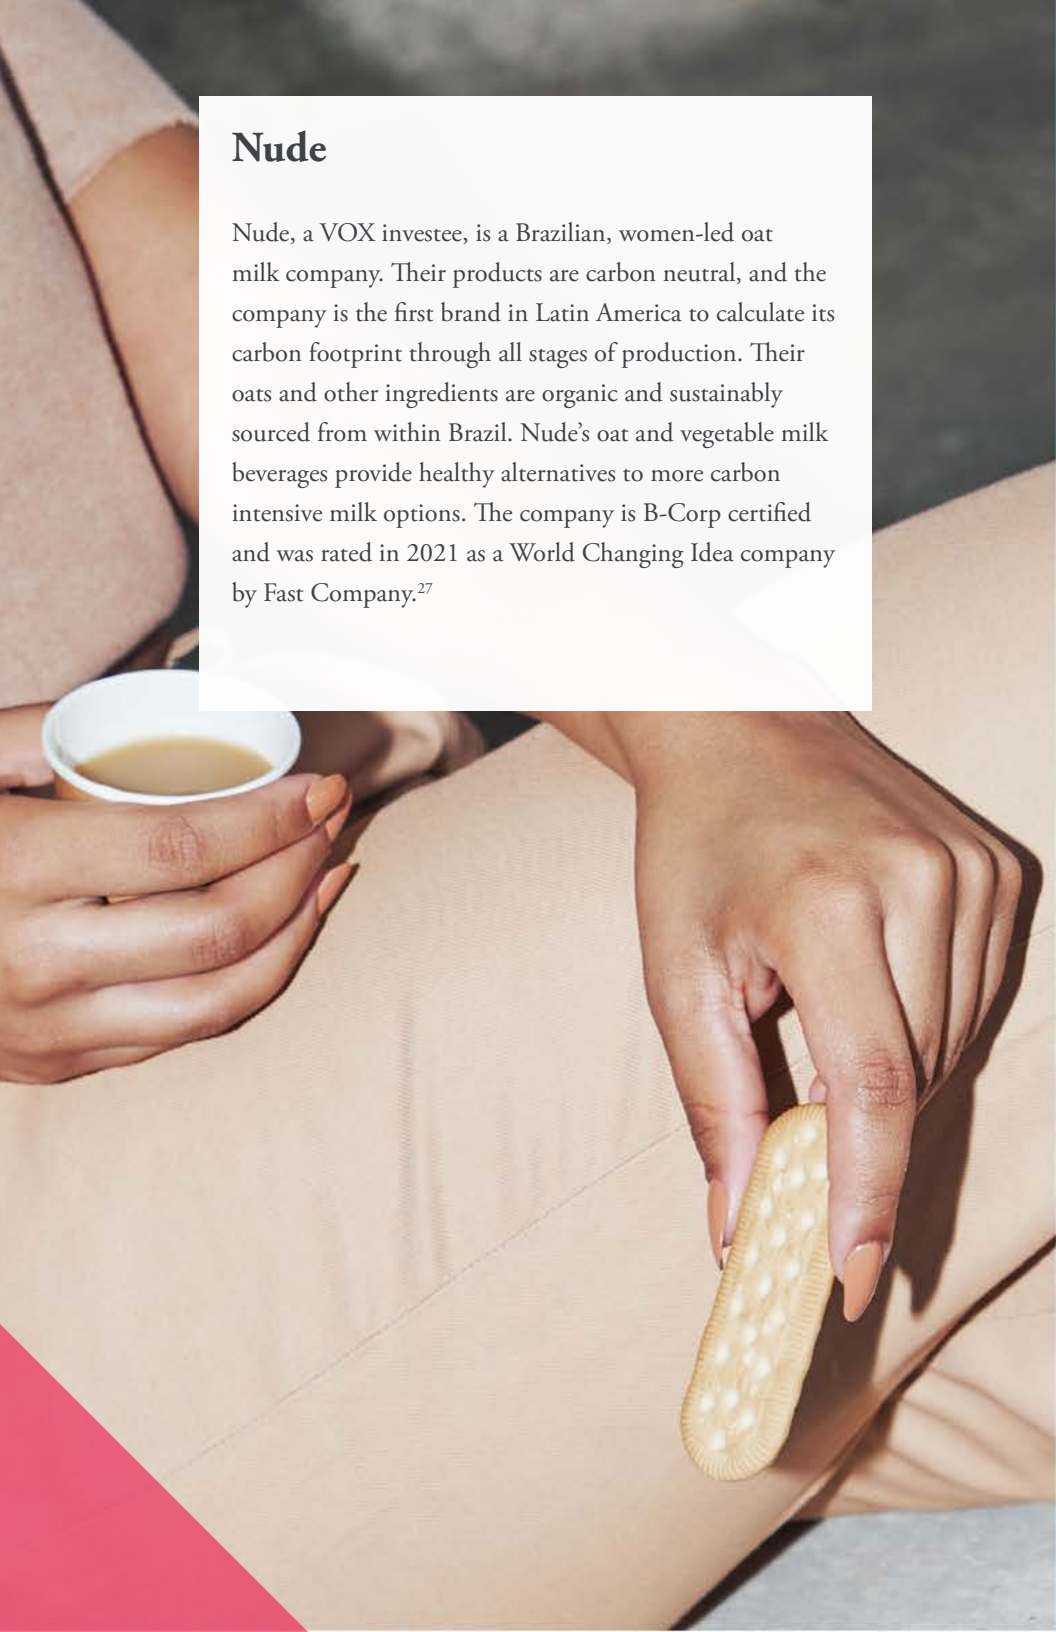 Nude
Nude, a VOX investee, is a Brazilian, women-led oat
milk company. Their products are carbon neutral, and the
company is the first brand in Latin America to calculate its
carbon footprint through all stages of production. Their
oats and other ingredients are organic and sustainably
sourced from within Brazil. Nude’s oat and vegetable milk
beverages provide healthy alternatives to more carbon
intensive milk options. The company is B-Corp certified
and was rated in 2021 as a World Changing Idea company
by Fast Company.27